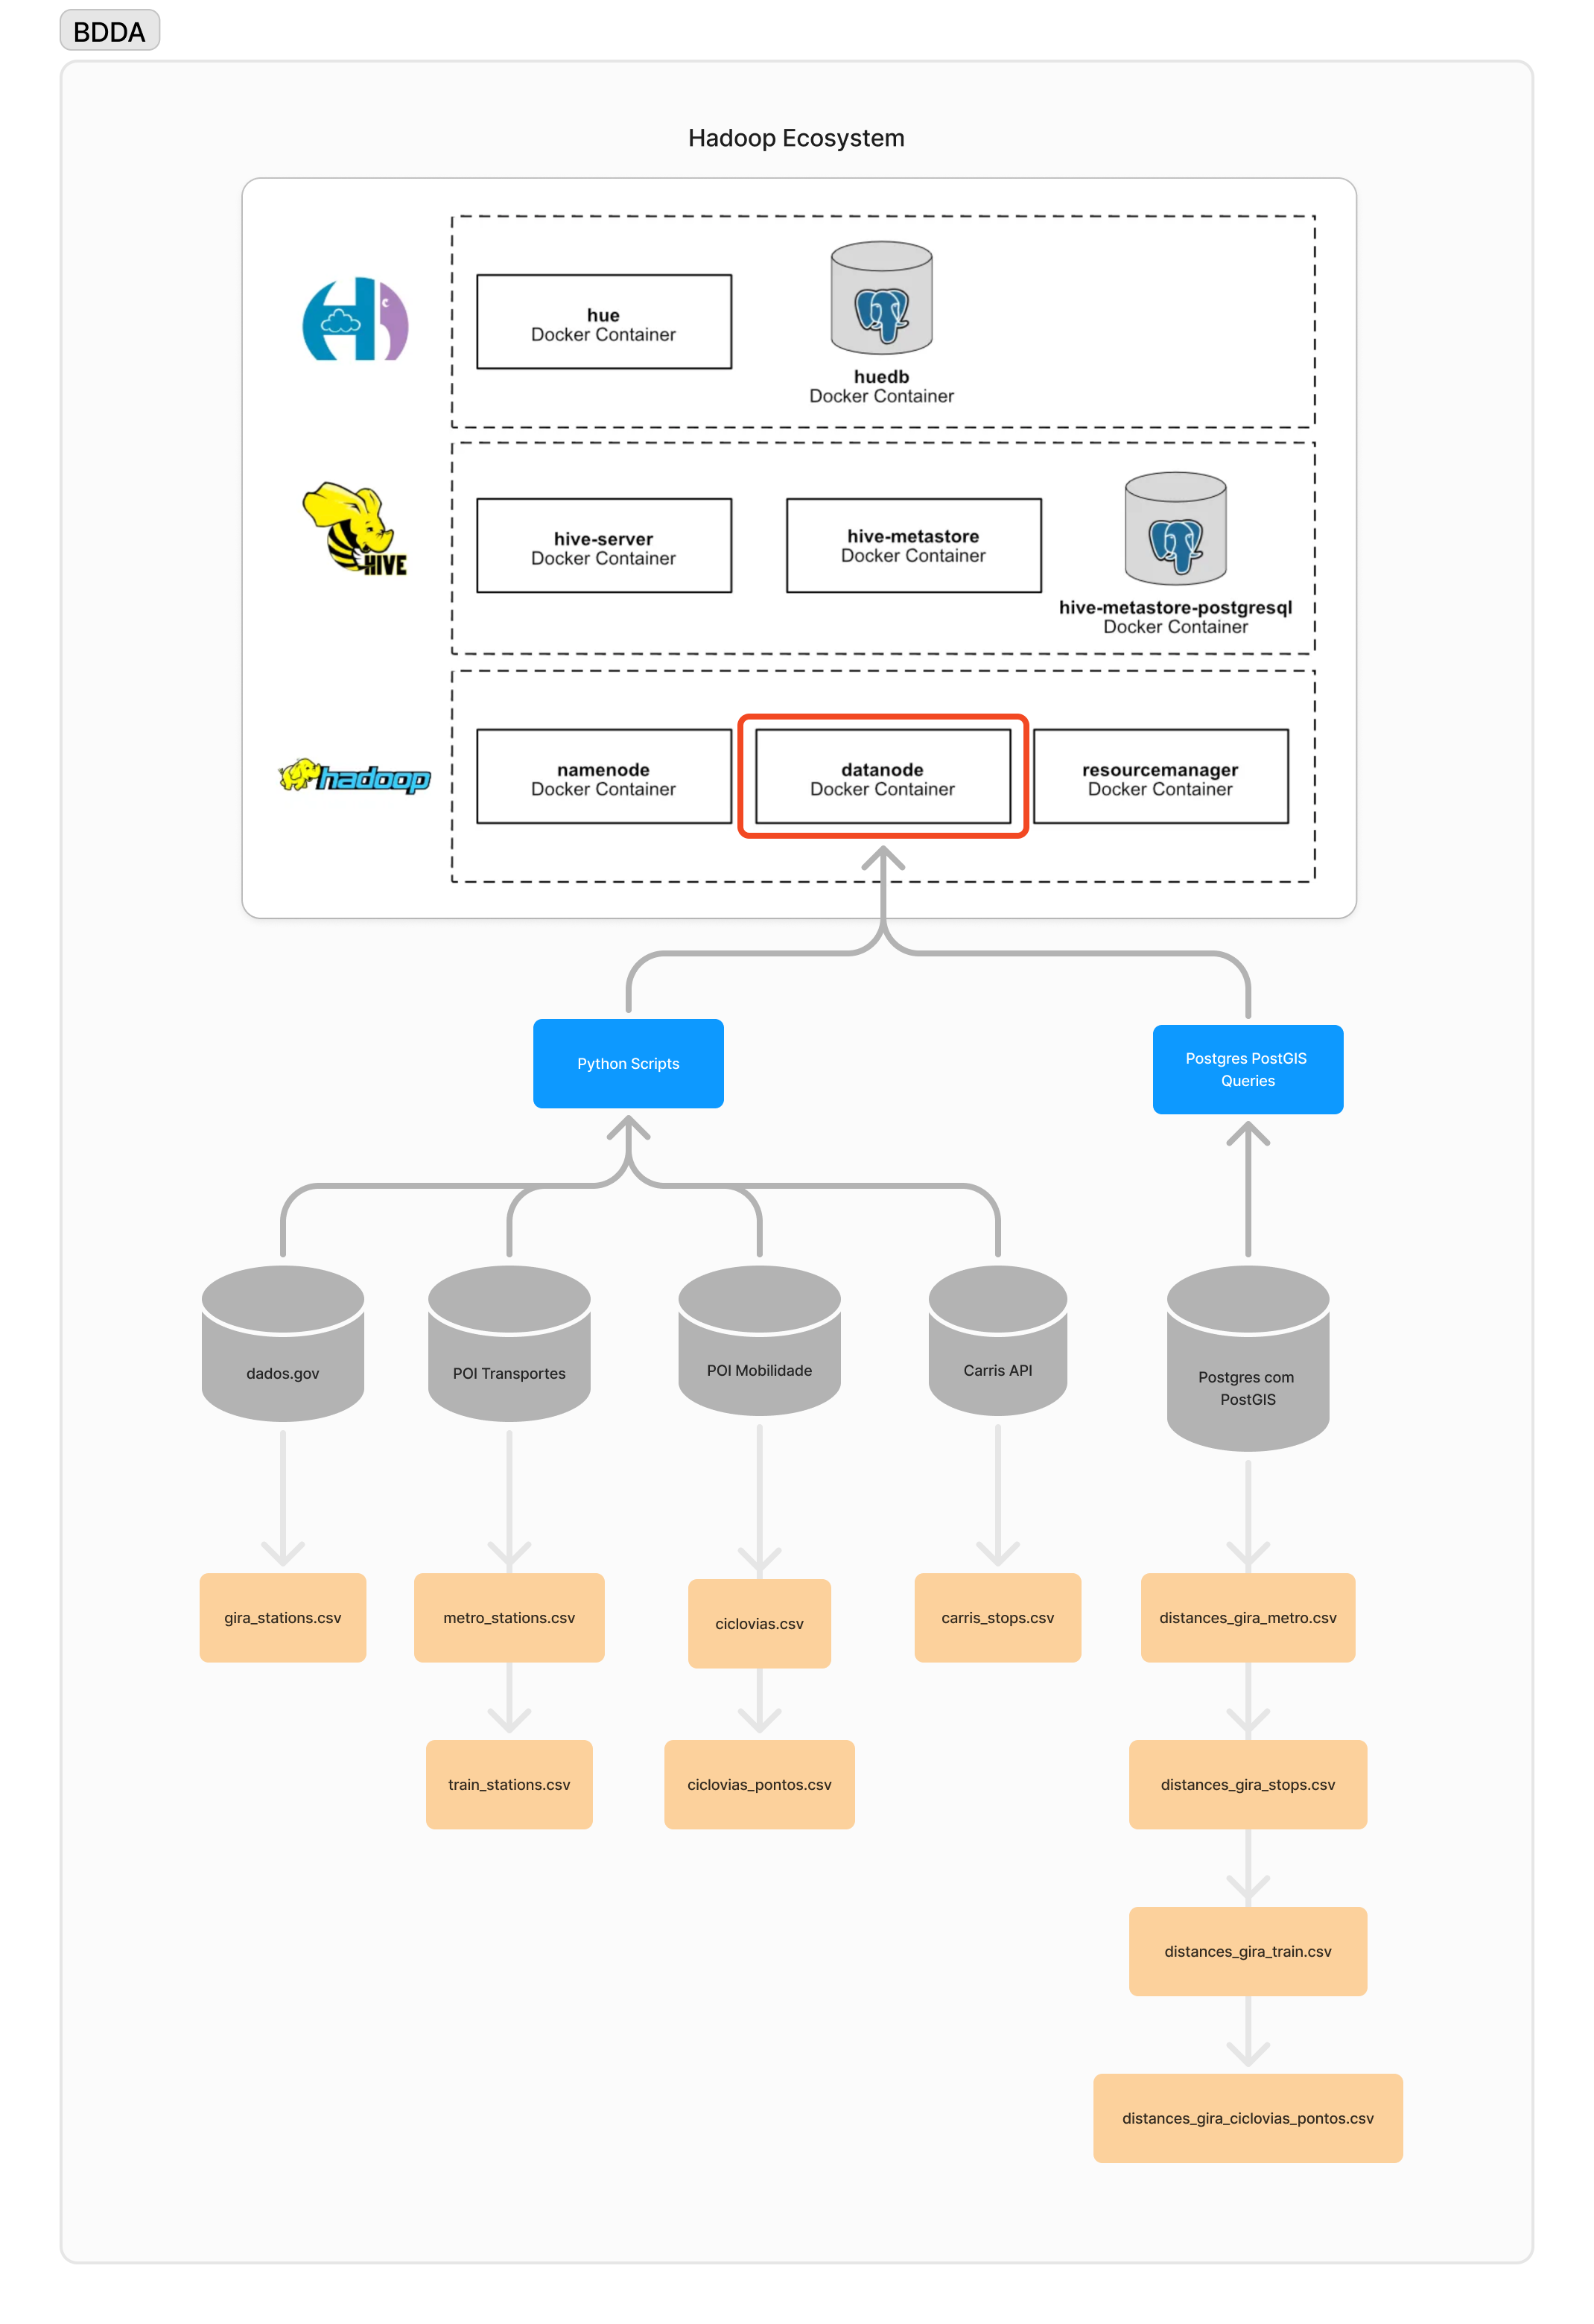 BDDA
Hadoop Ecosystem
hue
Docker Container
huedb
Docker Container
HIVE
hive-server
Docker Container
hive-metastore
Docker Container
hive-metastore-postgresql
Docker Container
hadoop
namenode
Docker Container
datanode
Docker Container
resourcemanager
Docker Container
Python Scripts
Postgres PostGIS
Queries
dados.gov
POI Transportes
POI Mobilidade
Carris API
Postgres com
PostGIS
gira_stations.csv
metro_stations.csv
ciclovias.csv
carris_stops.csv
distances_gira_metro.csv
train_stations.csv
ciclovias_pontos.csv
distances_gira_stops.csv
distances_gira_train.csv
distances_gira_ciclovias_pontos.csv